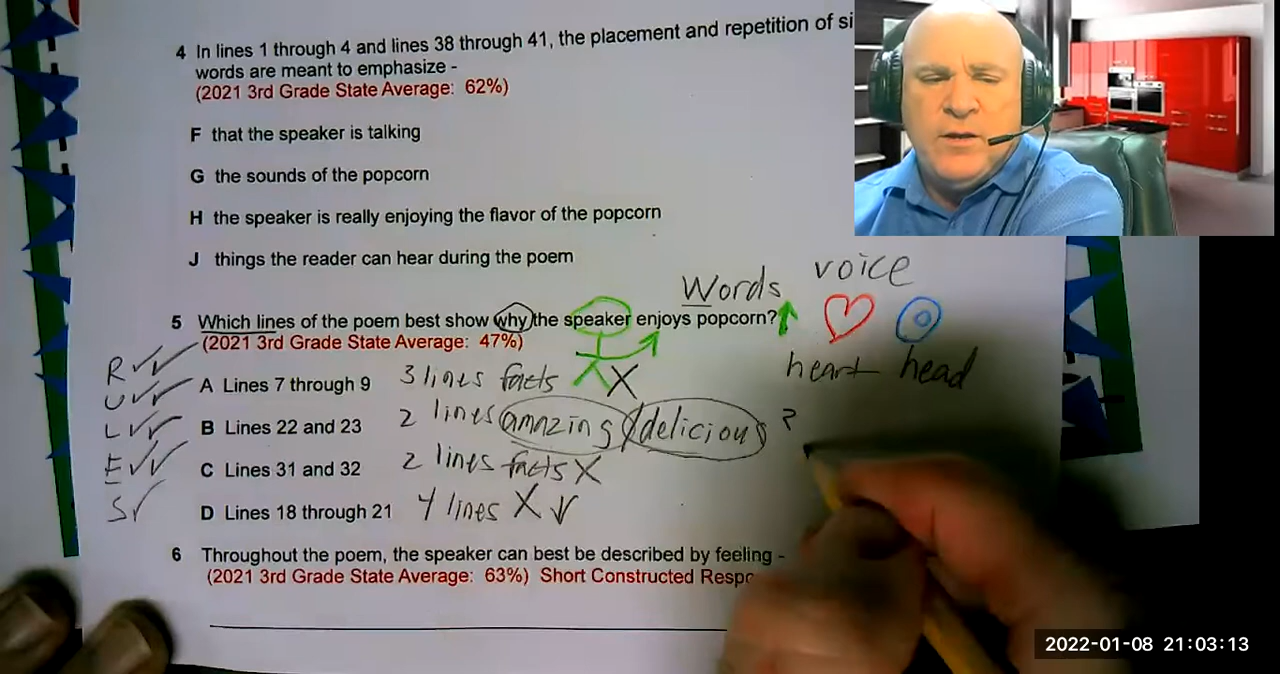 4 In lines 1 through 4 and lines 38 through 41, the placement and repetition of si
words are meant to emphasize -
(2021 3rd Grade State Average: 62%)
F that the speaker is talking
G the sounds of the popcorn
H the speaker is really enjoying the flavor of the popcorn
J things the reader can hear during the poem
Words voice
5 Which lines of the poem best show why the speaker enjoys popcorn?
(2021 3rd Grade State Average: 47%)
heart head
R ✓✓
A Lines 7 through 9 3 lines facts X
U ✓✓
B Lines 22 and 23 2 lines amazing/delicious ?
L ✓✓
C Lines 31 and 32 2 lines facts X
E ✓✓
D Lines 18 through 21 4 lines X ✓
S ✓
6 Throughout the poem, the speaker can best be described by feeling -
(2021 3rd Grade State Average: 63%) Short Constructed Respo
2022-01-08 21:03:13